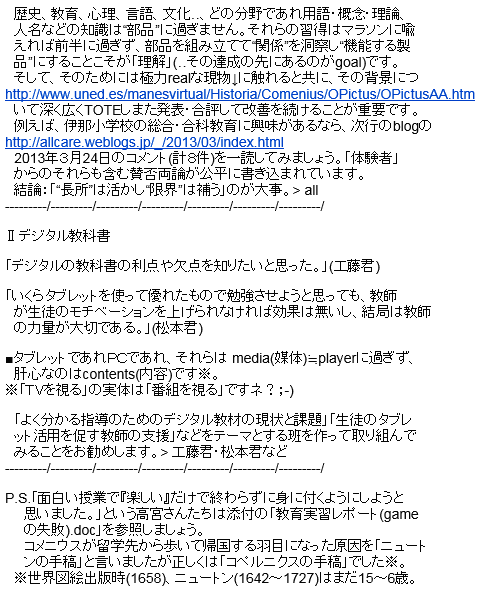 歴史、教育、心理、言語、文化...、どの分野であれ用語・概念・理論、
人名などの知識は“部品”に過ぎません。それらの習得はマラソンに喩
えれば前半に過ぎず、部品を組み立てて“関係”を洞察し“機能する製
品”にすることこそが「理解」(..その達成の先にあるのがgoal)です。
そして、そのためには極力realな現物↓に触れると共に、その背景につ
http://www.uned.es/manesvirtual/Historia/Comenius/OPictus/OPictusAA.htm
いて深く広くTOTEしまた発表・合評して改善を続けることが重要です。
例えば、伊那小学校の総合・合科教育に興味があるなら、次行のblogの
http://allcare.weblogs.jp/_/2013/03/index.html
2013年3月24日のコメント(計8件)を一読してみましょう。「体験者」
からのそれらも含む賛否両論が公平に書き込まれています。
結論:「“長所”は活かし“限界”は補う」のが大事。> all
---------/---------/---------/---------/---------/---------/---------/
Ⅱデジタル教科書
「デジタルの教科書の利点や欠点を知りたいと思った。」(工藤君)
「いくらタブレットを使って優れたもので勉強させようと思っても、教師
が生徒のモチベーションを上げられなければ効果は無いし、結局は教師
の力量が大切である。」(松本君)
■タブレットであれPCであれ、それらは media(媒体)≒playerに過ぎず、
肝心なのはcontents(内容)です※。
※「TVを視る」の実体は「番組を視る」ですネ?;-)
「よく分かる指導のためのデジタル教材の現状と課題」「生徒のタブレ
ット活用を促す教師の支援」などをテーマとする班を作って取り組んで
みることをお勧めします。> 工藤君・松本君など
---------/---------/---------/---------/---------/---------/---------/
P.S.「面白い授業で『楽しい』だけで終わらずに身に付くようにしようと
思いました。」という高宮さんたちは添付の「教育実習レポート(game
の失敗).doc」を参照しましょう。
コメニウスが留学先から歩いて帰国する羽目になった原因を「ニュート
ンの手稿」と言いましたが正しくは「コペルニクスの手稿」でした※。
※世界図絵出版時(1658)、ニュートン(1642～1727)はまだ15～6歳。